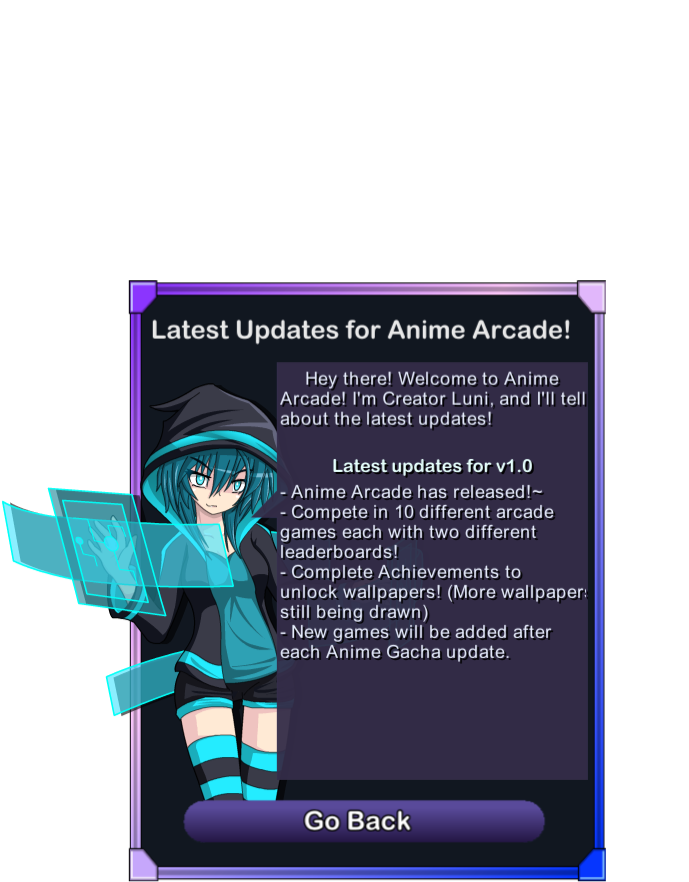 Latest Updates for Anime Arcade!
Hey there! Welcome to Anime
Arcade! I'm Creator Luni, and I'll tell
about the latest updates!
Latest updates for v1.0
- Anime Arcade has released!~
- Compete in 10 different arcade
games each with two different
leaderboards!
- Complete Achievements to
unlock wallpapers! (More wallpapers
still being drawn)
- New games will be added after
each Anime Gacha update.
Go Back